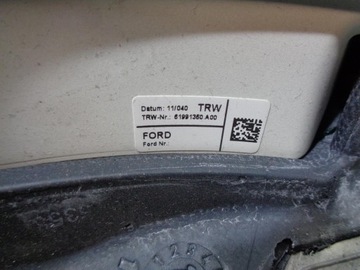 Datum: 11/040 TRW
TRW-Nr.: 61991360 A00
FORD
Ford Nr.: